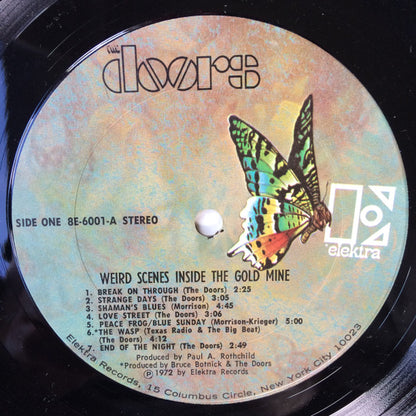 the
doors
SIDE ONE 8E-6001-A STEREO
elektra
WEIRD SCENES INSIDE THE GOLD MINE
1. BREAK ON THROUGH (The Doors) 2:25
2. STRANGE DAYS (The Doors) 3:05
3. SHAMAN'S BLUES (Morrison) 4:45
4. LOVE STREET (The Doors) 3:06
5. PEACE FROG/BLUE SUNDAY (Morrison-Krieger) 5:00
6. *THE WASP (Texas Radio & The Big Beat)
(The Doors) 4:12
7. END OF THE NIGHT (The Doors) 2:49
Produced by Paul A. Rothchild
*Produced by Bruce Botnick & The Doors
Ⓟ 1972 by Elektra Records
Elektra Records, 15 Columbus Circle, New York City 10023